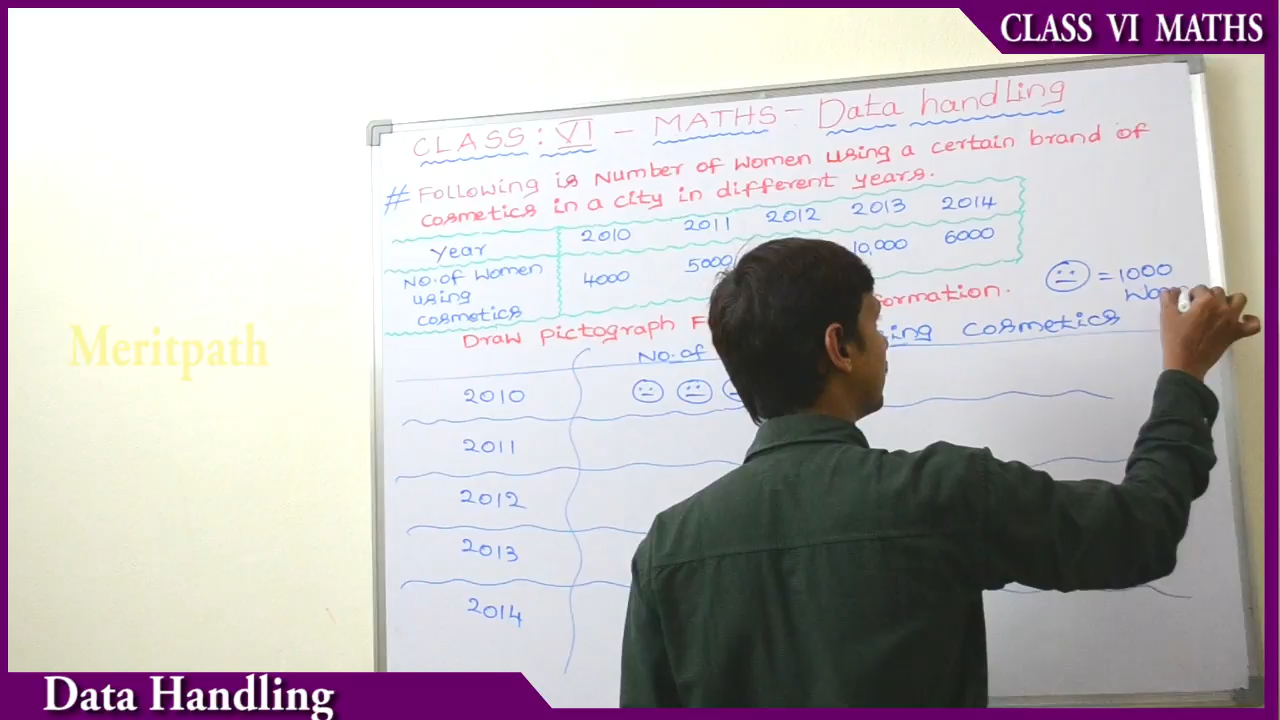 CLASS VI MATHS
CLASS : VI - MATHS - Data handling
# Following is Number of Women using a certain brand of
cosmetics in a city in different years.
Year 2010 2011 2012 2013 2014
No. of Women using cosmetics 4000 5000 10,000 6000
= 1000
Draw Pictograph
No. of cosmetics
2010
2011
2012
2013
2014
Meritpath
Data Handling